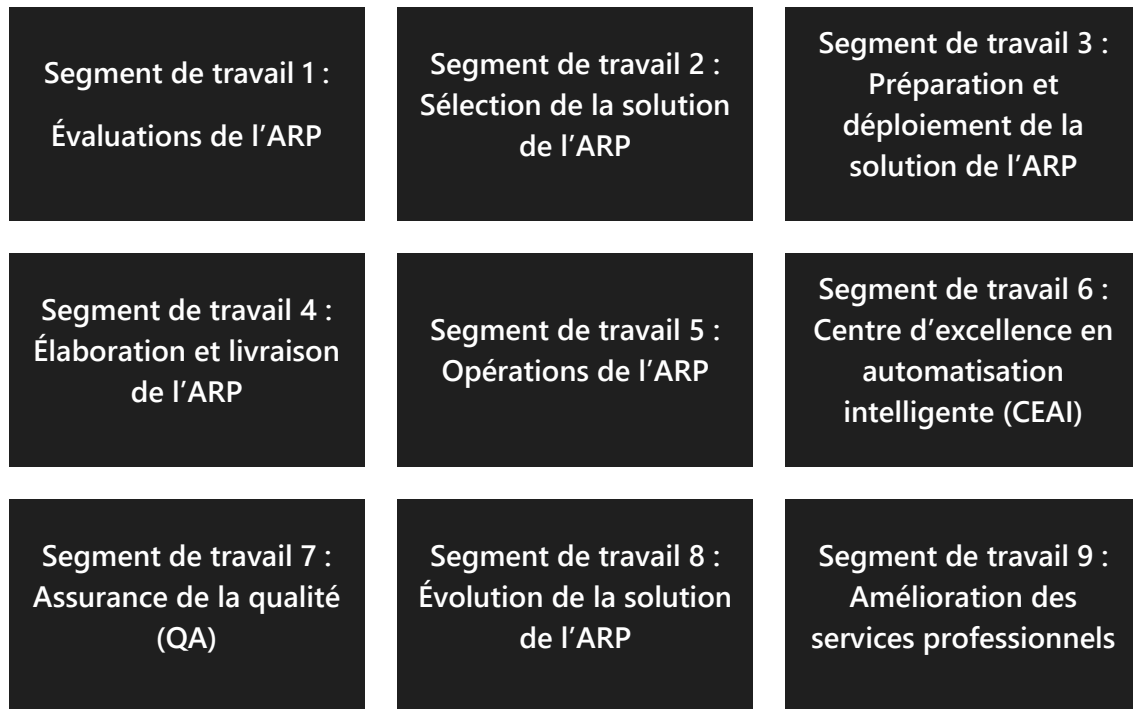 Segment de travail 1 :
Évaluations de l’ARP
Segment de travail 2 :
Sélection de la solution
de l’ARP
Segment de travail 3 :
Préparation et
déploiement de la
solution de l’ARP
Segment de travail 4 :
Élaboration et livraison
de l’ARP
Segment de travail 5 :
Opérations de l’ARP
Segment de travail 6 :
Centre d’excellence en
automatisation
intelligente (CEAI)
Segment de travail 7 :
Assurance de la qualité
(QA)
Segment de travail 8 :
Évolution de la solution
de l’ARP
Segment de travail 9 :
Amélioration des
services professionnels